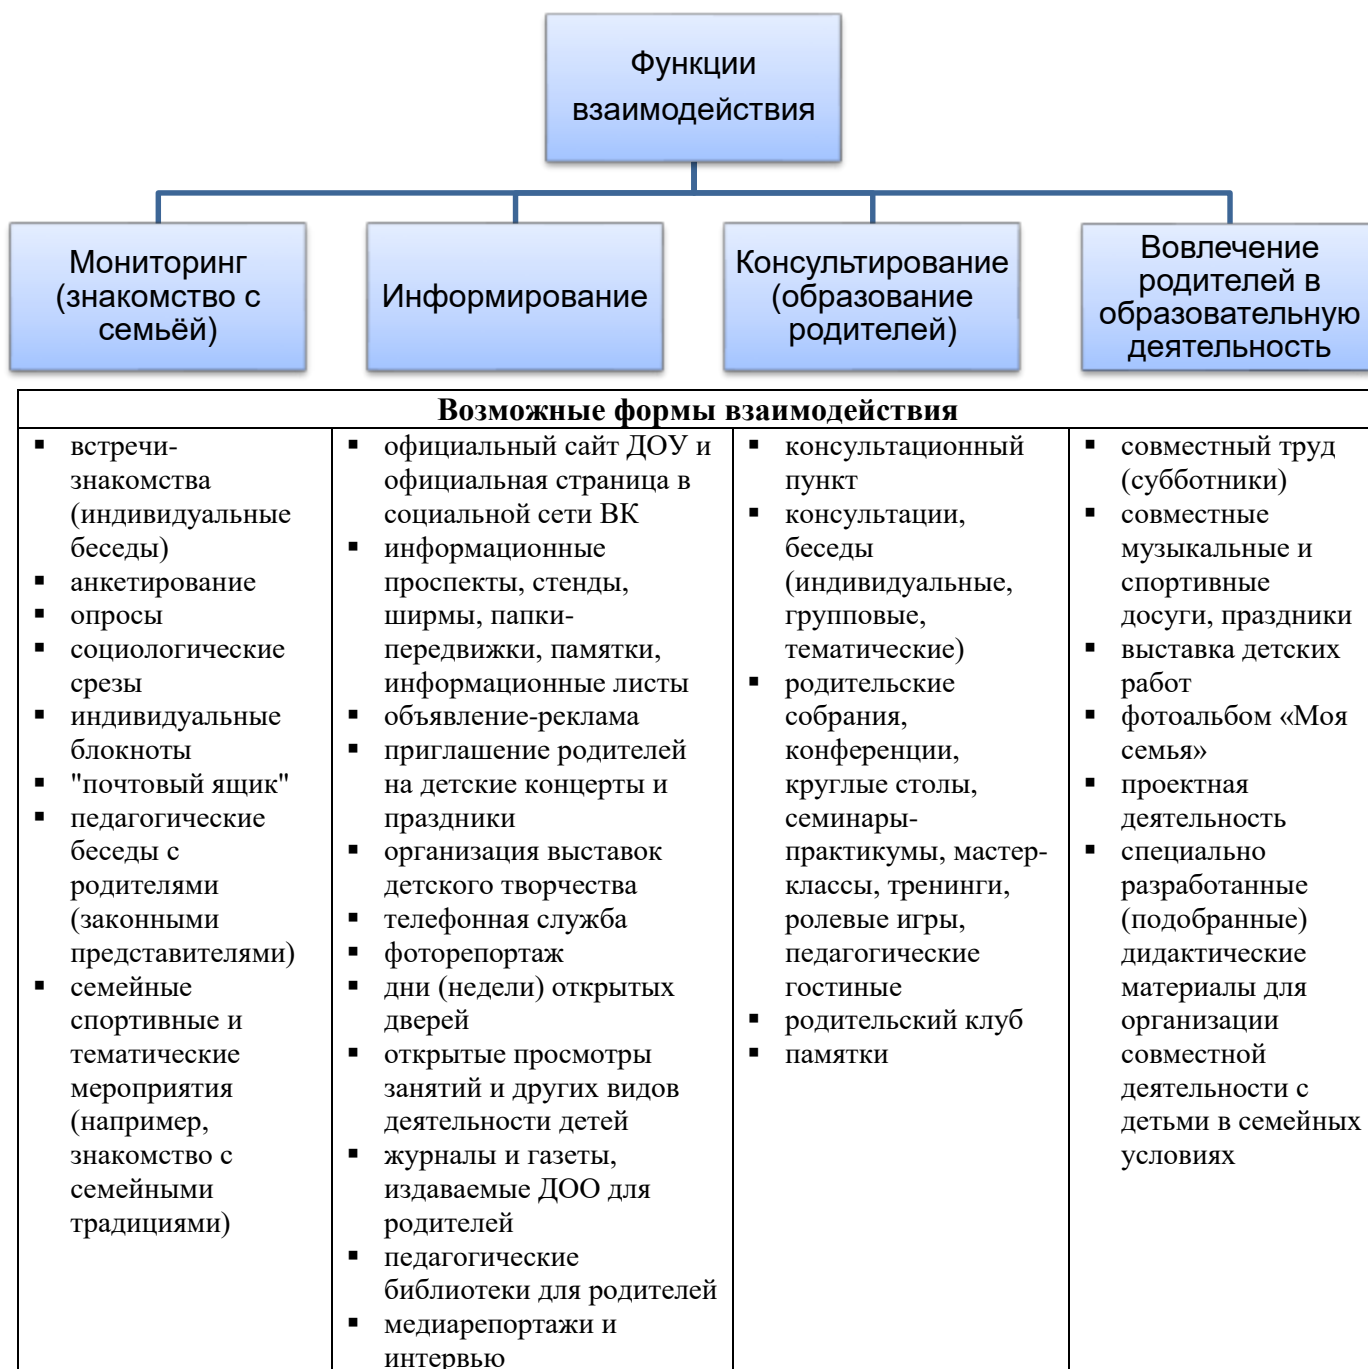 Функции
взаимодействия
Мониторинг
(знакомство с
семьёй)
Информирование
Консультирование
(образование
родителей)
Вовлечение
родителей в
образовательную
деятельность
Возможные формы взаимодействия
▪ встречи-
знакомства
(индивидуальные
беседы)
▪ анкетирование
▪ опросы
▪ социологические
срезы
▪ индивидуальные
блокноты
▪ "почтовый ящик"
▪ педагогические
беседы с
родителями
(законными
представителями)
▪ семейные
спортивные и
тематические
мероприятия
(например,
знакомство с
семейными
традициями)
▪ официальный сайт ДОУ и
официальная страница в
социальной сети ВК
▪ информационные
проспекты, стенды,
ширмы, папки-
передвижки, памятки,
информационные листы
▪ объявление-реклама
▪ приглашение родителей
на детские концерты и
праздники
▪ организация выставок
детского творчества
▪ телефонная служба
▪ фоторепортаж
▪ дни (недели) открытых
дверей
▪ открытые просмотры
занятий и других видов
деятельности детей
▪ журналы и газеты,
издаваемые ДОО для
родителей
▪ педагогические
библиотеки для родителей
▪ медиарепортажи и
интервью
▪ консультационный
пункт
▪ консультации,
беседы
(индивидуальные,
групповые,
тематические)
▪ родительские
собрания,
конференции,
круглые столы,
семинары-
практикумы, мастер-
классы, тренинги,
ролевые игры,
педагогические
гостиные
▪ родительский клуб
▪ памятки
▪ совместный труд
(субботники)
▪ совместные
музыкальные и
спортивные
досуги, праздники
▪ выставка детских
работ
▪ фотоальбом «Моя
семья»
▪ проектная
деятельность
▪ специально
разработанные
(подобранные)
дидактические
материалы для
организации
совместной
деятельности с
детьми в семейных
условиях